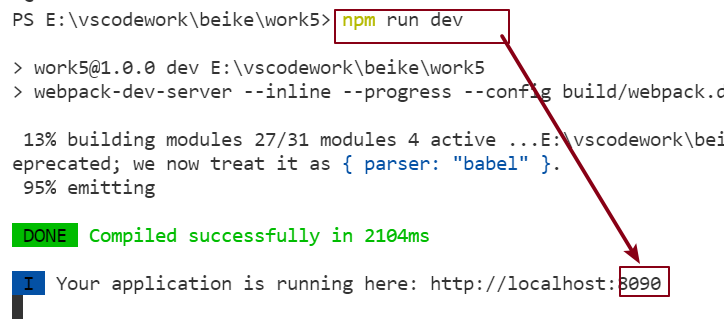 PS E:\vscodework\beike\work5> npm run dev
> work5@1.0.0 dev E:\vscodework\beike\work5
> webpack-dev-server --inline --progress --config build/webpack.d
13% building modules 27/31 modules 4 active ...E:\vscodework\bei
eprecated; we now treat it as { parser: "babel" }.
95% emitting
DONE Compiled successfully in 2104ms
I Your application is running here: http://localhost:8090